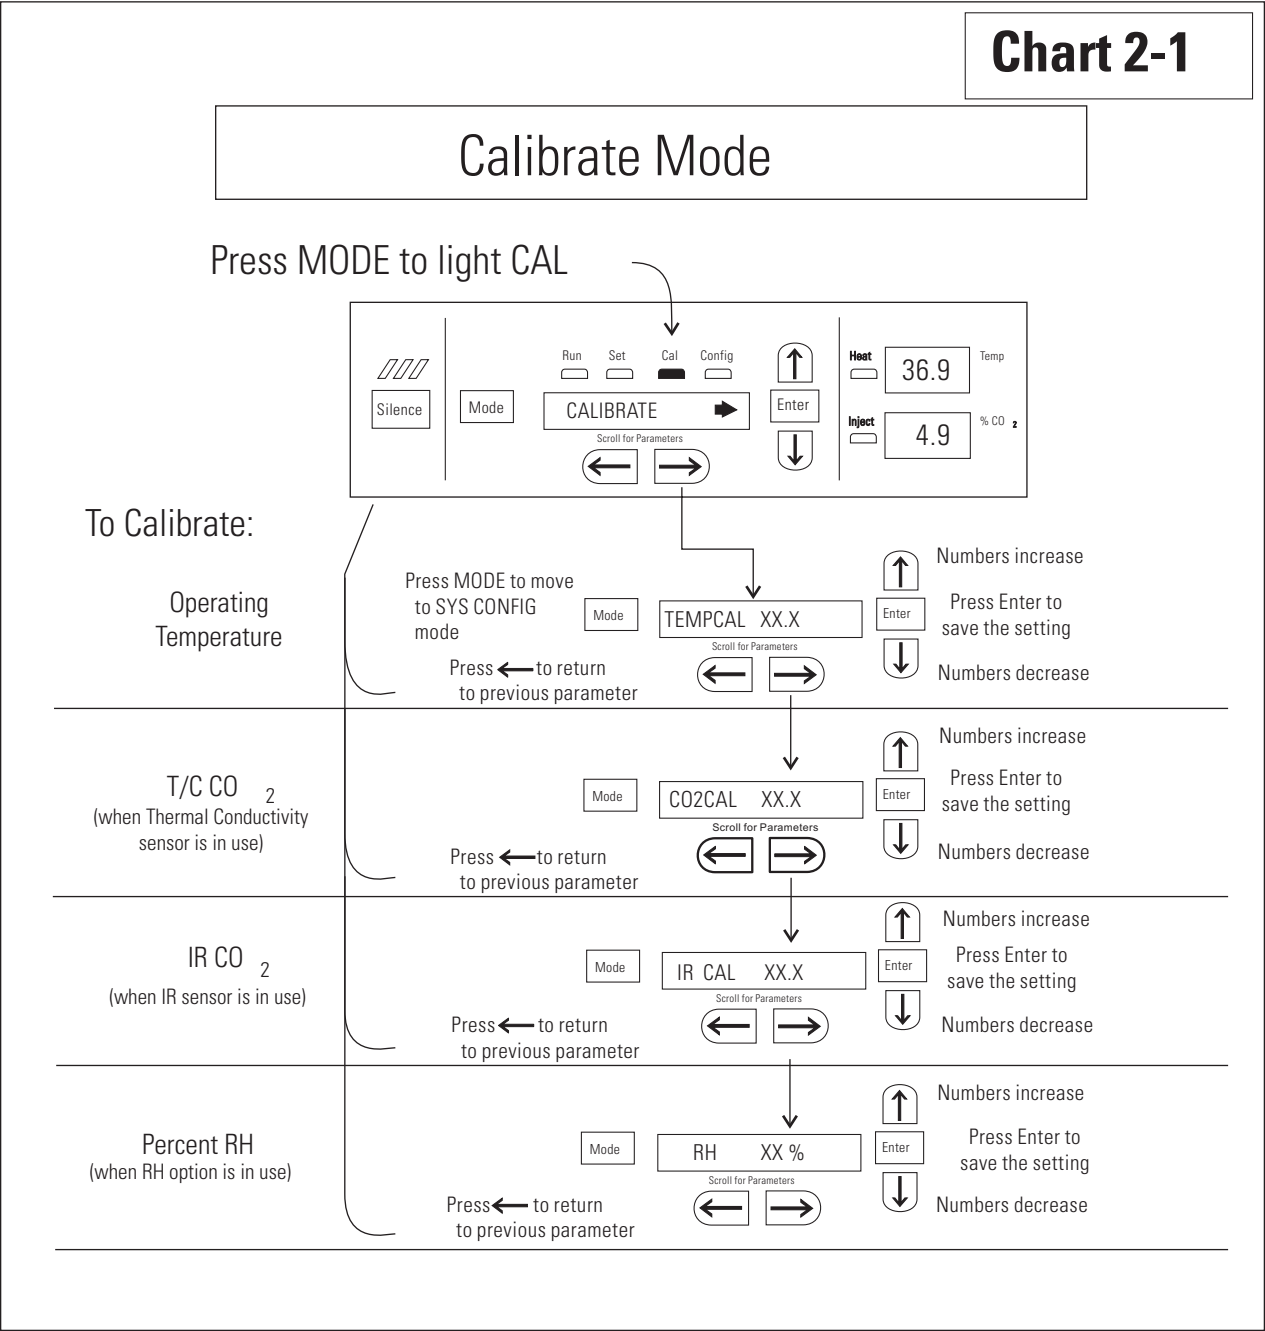 Chart 2-1
Calibrate Mode
Press MODE to light CAL
Run Set Cal Config
Silence
Mode
CALIBRATE
Enter
Scroll for Parameters
Heat
36.9
Temp
Inject
4.9
% CO 2
To Calibrate:
Operating
Temperature
Press MODE to move
to SYS CONFIG
mode
Press to return
to previous parameter
Mode
TEMPCAL XX.X
Scroll for Parameters
Enter
Numbers increase
Press Enter to
save the setting
Numbers decrease
T/C CO 2
(when Thermal Conductivity
sensor is in use)
Press to return
to previous parameter
Mode
CO2CAL XX.X
Scroll for Parameters
Enter
Numbers increase
Press Enter to
save the setting
Numbers decrease
IR CO 2
(when IR sensor is in use)
Press to return
to previous parameter
Mode
IR CAL XX.X
Scroll for Parameters
Enter
Numbers increase
Press Enter to
save the setting
Numbers decrease
Percent RH
(when RH option is in use)
Press to return
to previous parameter
Mode
RH XX %
Scroll for Parameters
Enter
Numbers increase
Press Enter to
save the setting
Numbers decrease